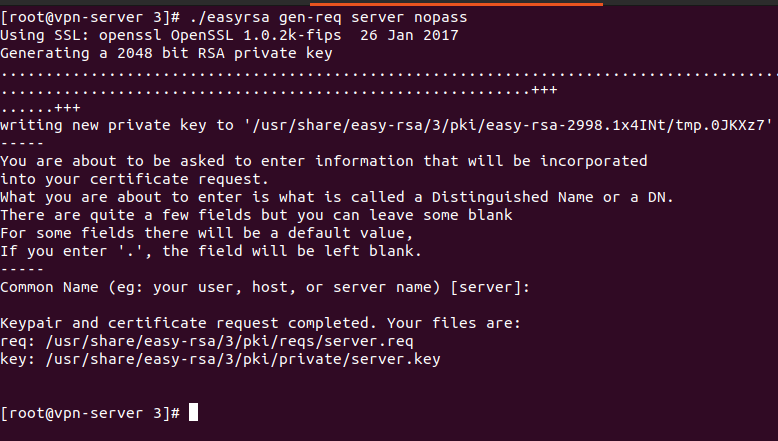 [root@vpn-server 3]# ./easyrsa gen-req server nopass
Using SSL: openssl OpenSSL 1.0.2k-fips  26 Jan 2017
Generating a 2048 bit RSA private key
.......................................................................................
............................................................+++
......+++
writing new private key to '/usr/share/easy-rsa/3/pki/easy-rsa-2998.1x4INt/tmp.0JKXz7'
-----
You are about to be asked to enter information that will be incorporated
into your certificate request.
What you are about to enter is what is called a Distinguished Name or a DN.
There are quite a few fields but you can leave some blank
For some fields there will be a default value,
If you enter '.', the field will be left blank.
-----
Common Name (eg: your user, host, or server name) [server]:
Keypair and certificate request completed. Your files are:
req: /usr/share/easy-rsa/3/pki/reqs/server.req
key: /usr/share/easy-rsa/3/pki/private/server.key
[root@vpn-server 3]#